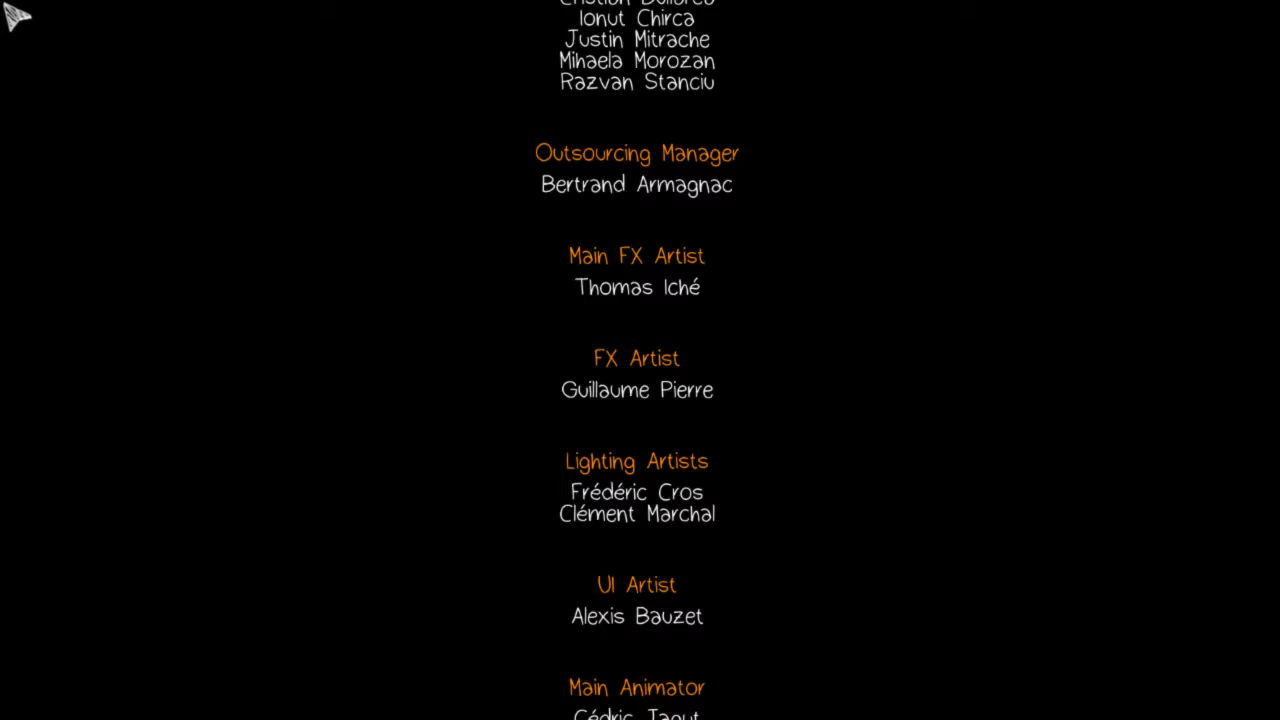 Ionut Chirca
Justin Mitrache
Mihaela Morozan
Razvan Stanciu
Outsourcing Manager
Bertrand Armagnac
Main FX Artist
Thomas Iché
FX Artist
Guillaume Pierre
Lighting Artists
Frédéric Cros
Clément Marchal
UI Artist
Alexis Bauzet
Main Animator
Cédric